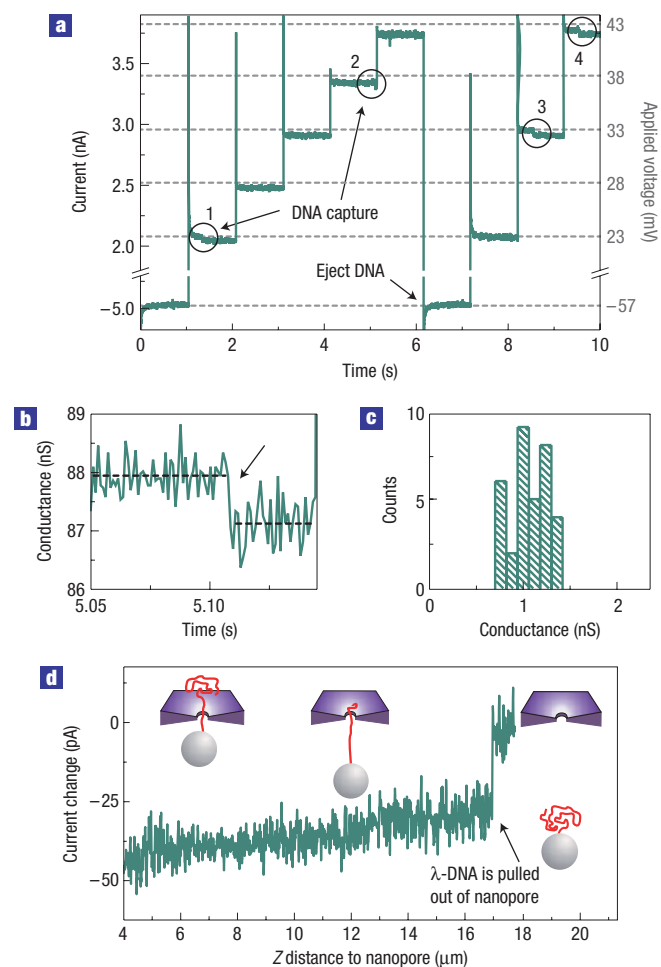 a
Current (nA)
3.5
3.0
2.5
2.0
−5.0
0
2
4
6
8
10
Time (s)
43
38
33
28
23
−57
Applied voltage (mV)
1
2
3
4
DNA capture
Eject DNA
b
Conductance (nS)
89
88
87
86
5.05
5.10
Time (s)
c
Counts
10
5
0
0
1
2
Conductance (nS)
d
Current change (pA)
0
−25
−50
λ-DNA is pulled
out of nanopore
4
6
8
10
12
14
16
18
20
Z distance to nanopore (μm)